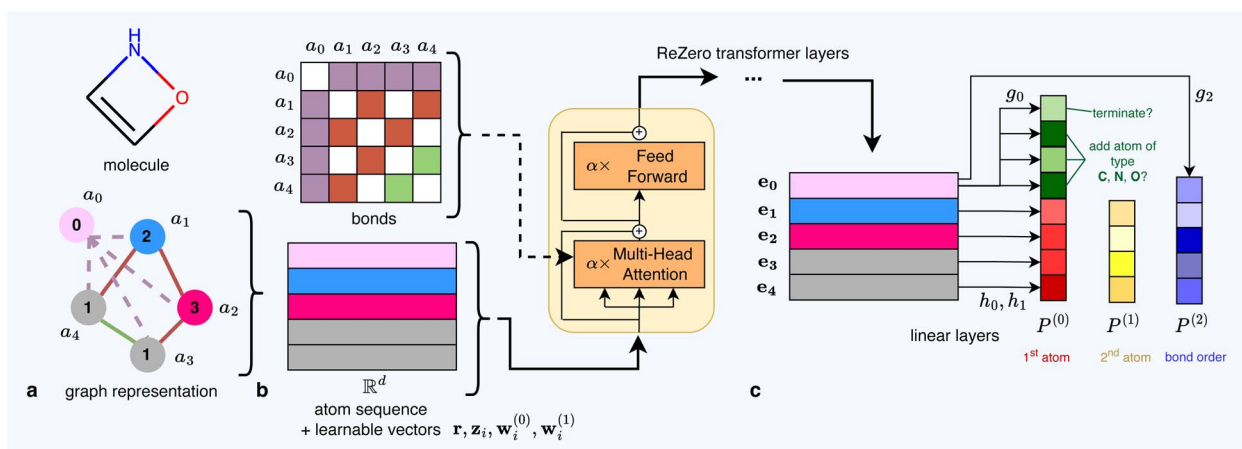 H
N
O
molecule
a₀
0
a₁
2
3
a₂
1
a₄
1
a₃
a
graph representation
a₀ a₁ a₂ a₃ a₄
a₀
a₁
a₂
a₃
a₄
bonds
b
ℝᵈ
atom sequence
+ learnable vectors r, zᵢ, wᵢ⁽⁰⁾, wᵢ⁽¹⁾
ReZero transformer layers
...
+
α× Feed
Forward
+
α× Multi-Head
Attention
c
e₀
e₁
e₂
e₃
e₄
g₀
g₂
terminate?
add atom of
type
C, N, O?
h₀, h₁
linear layers
P⁽⁰⁾
P⁽¹⁾
P⁽²⁾
1st atom
2nd atom
bond order